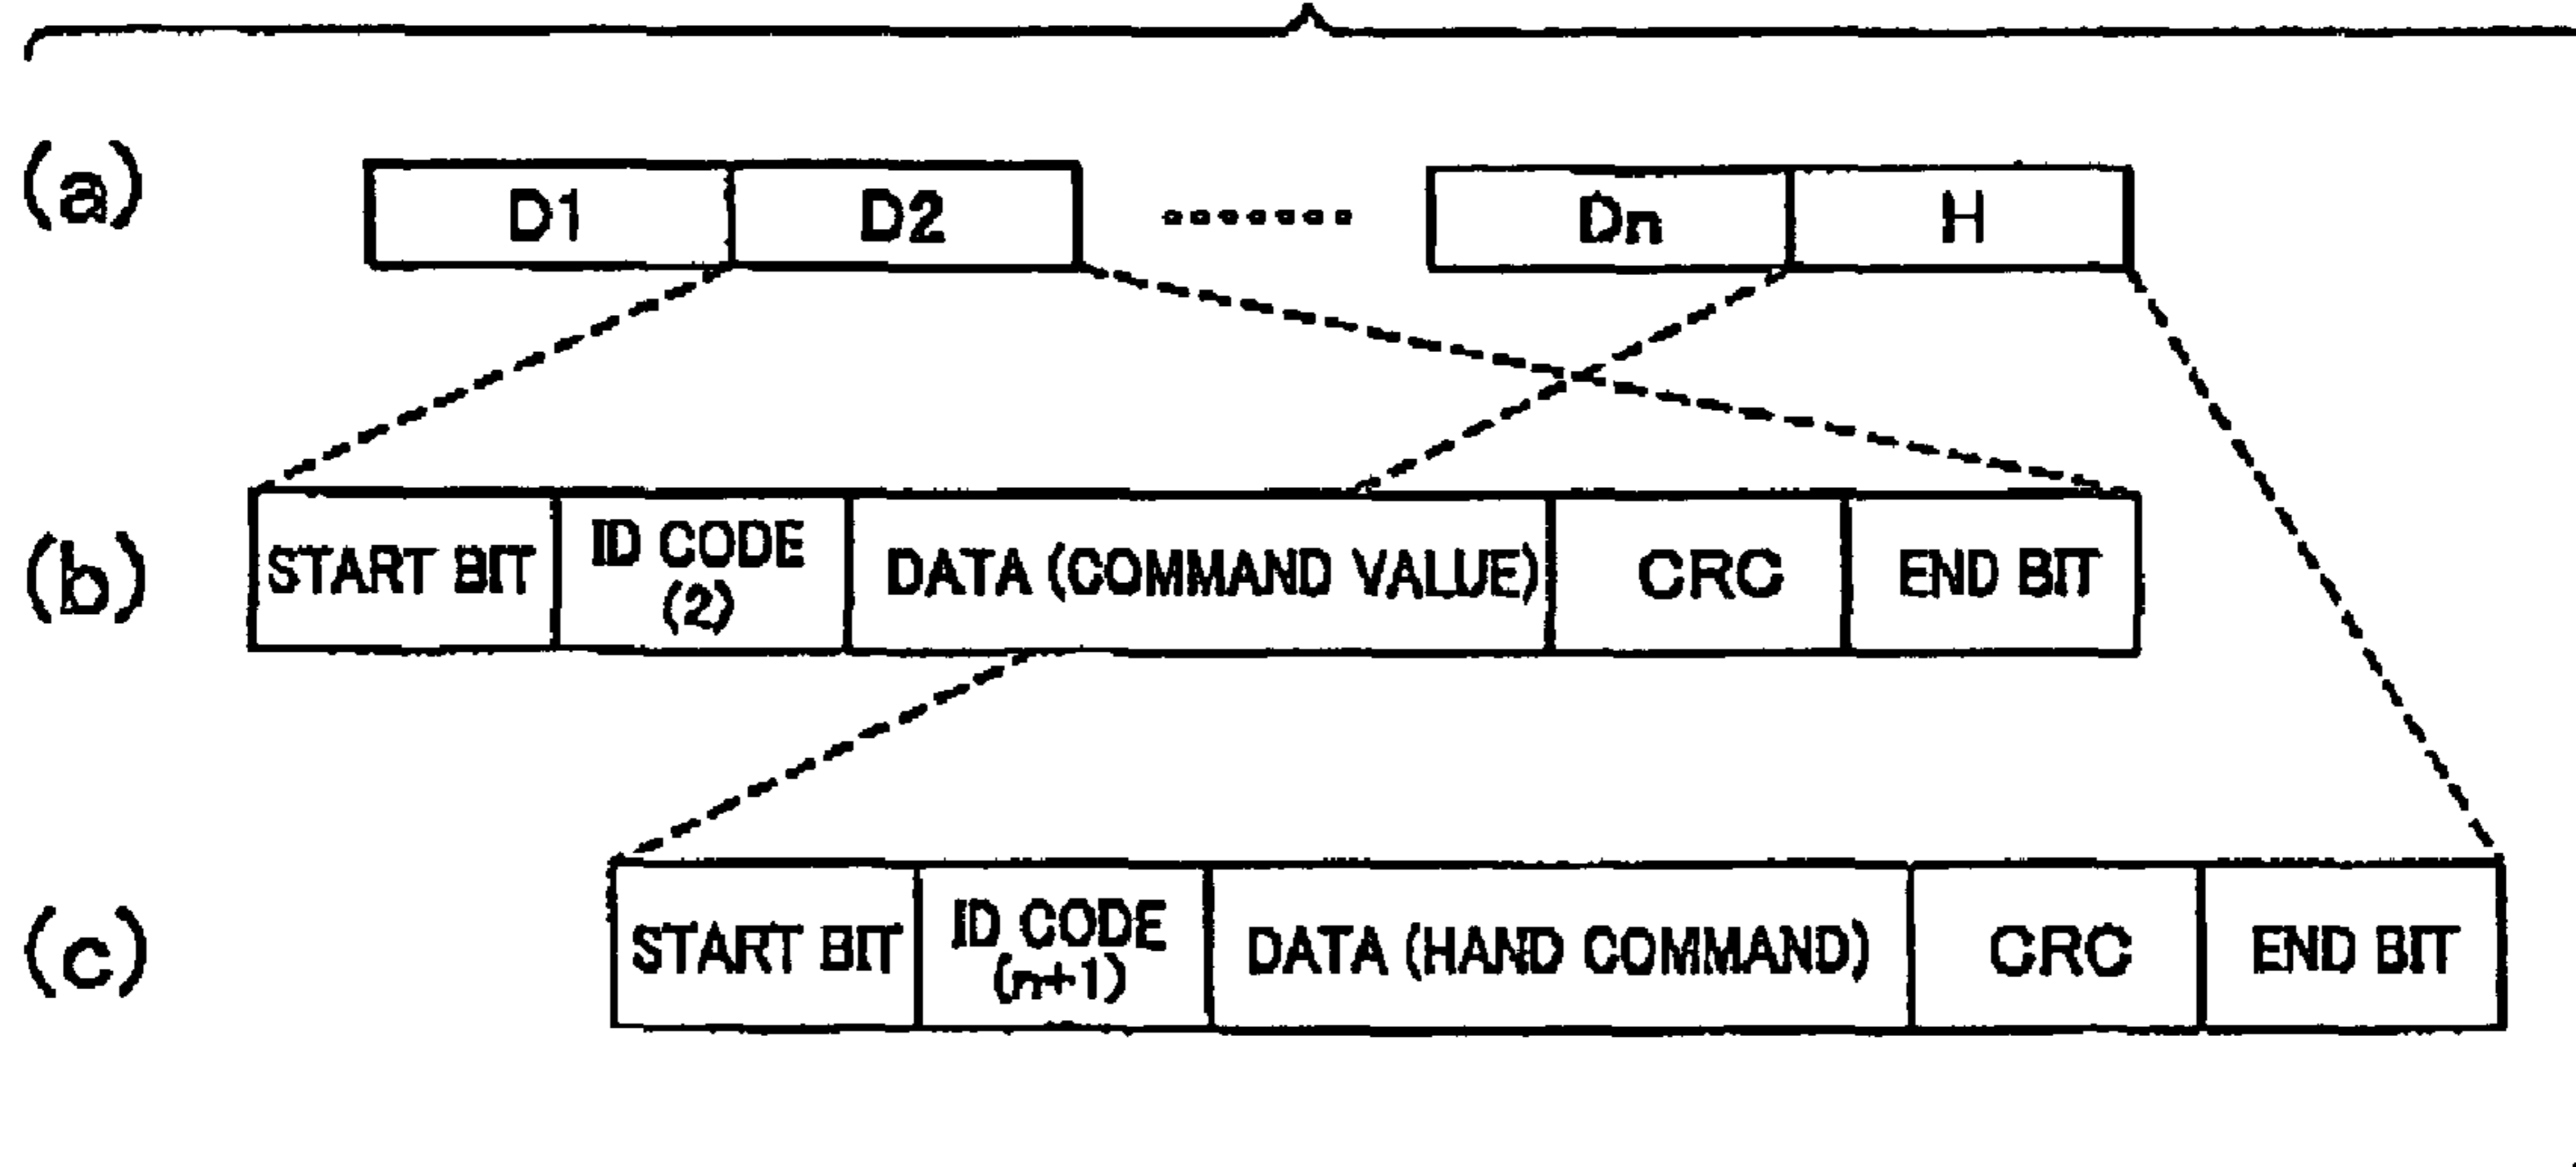 (a)
D1 D2 ······· Dn H
(b)
START BIT ID CODE (2) DATA (COMMAND VALUE) CRC END BIT
(c)
START BIT ID CODE (n+1) DATA (HAND COMMAND) CRC END BIT